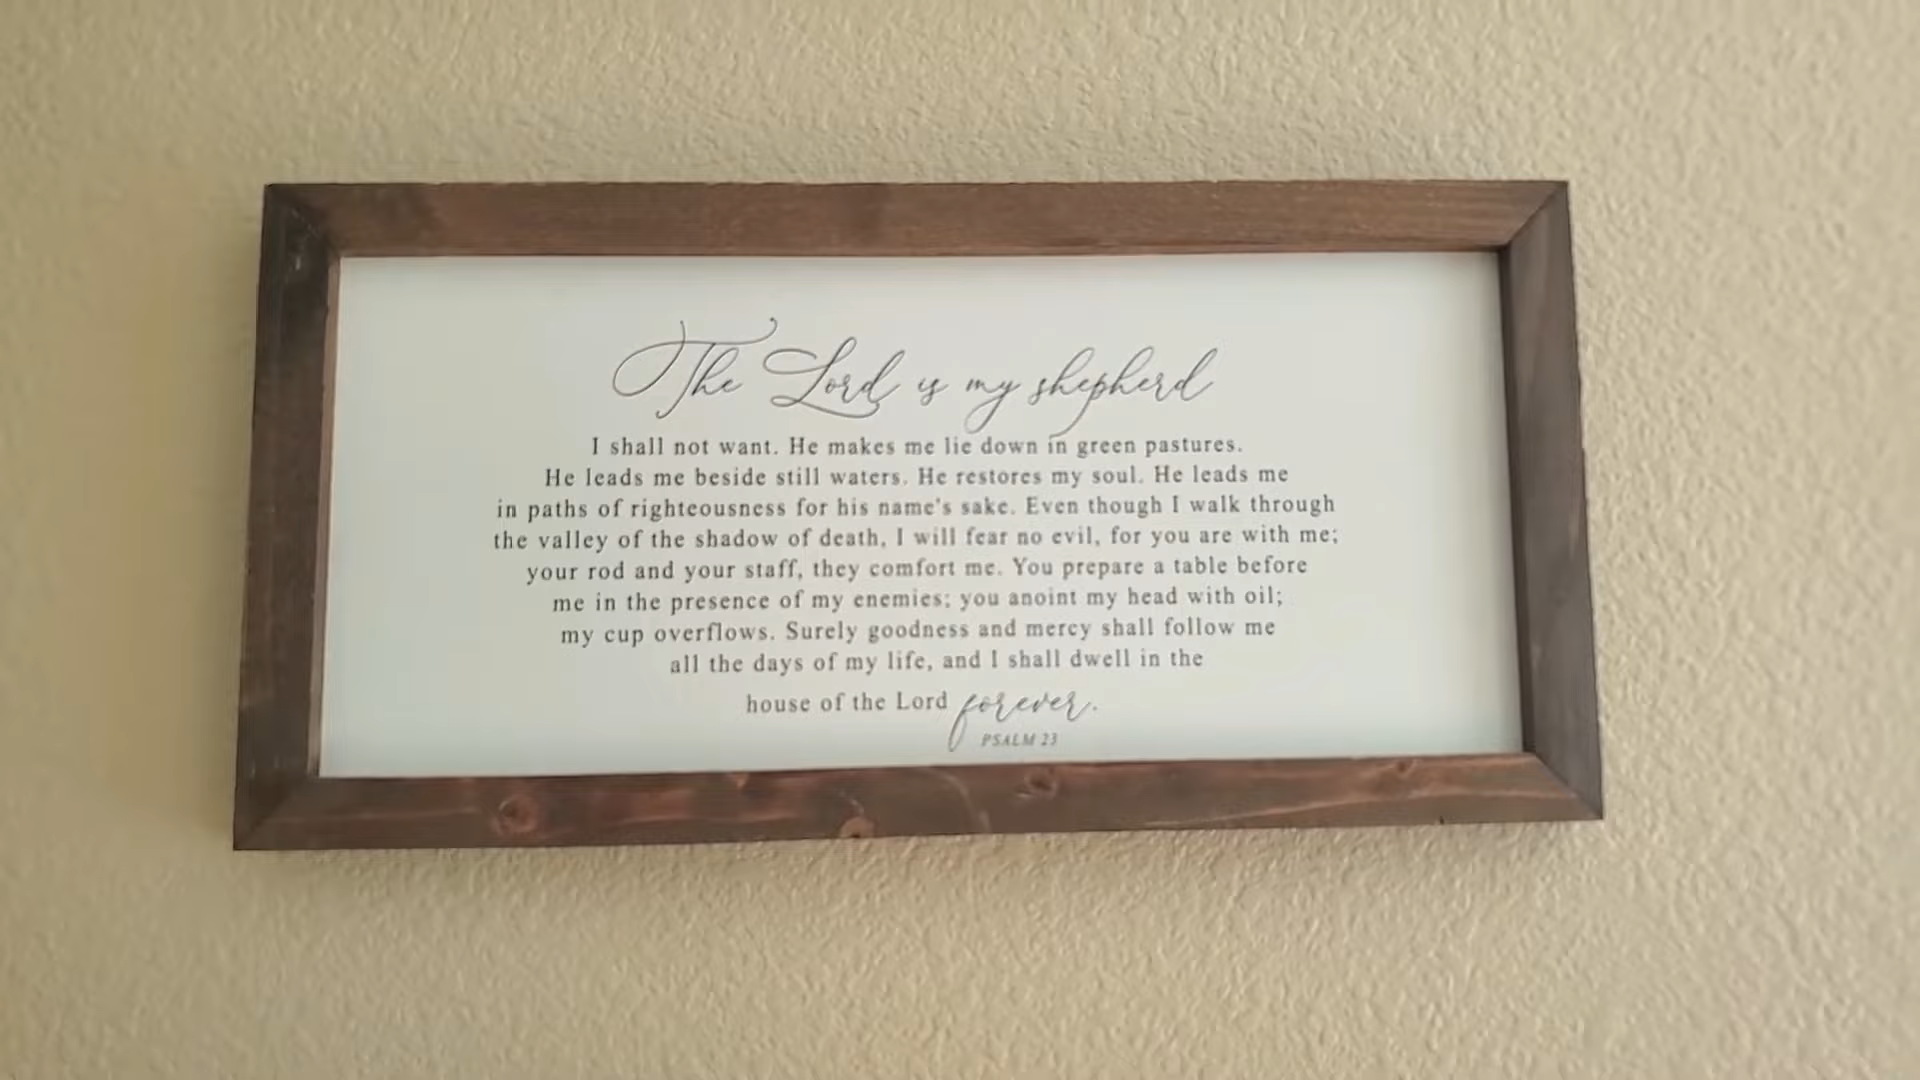 The Lord is my shepherd
I shall not want. He makes me lie down in green pastures.
He leads me beside still waters. He restores my soul. He leads me
in paths of righteousness for his name's sake. Even though I walk through
the valley of the shadow of death, I will fear no evil, for you are with me;
your rod and your staff, they comfort me. You prepare a table before
me in the presence of my enemies; you anoint my head with oil;
my cup overflows. Surely goodness and mercy shall follow me
all the days of my life, and I shall dwell in the
house of the Lord forever.
PSALM 23